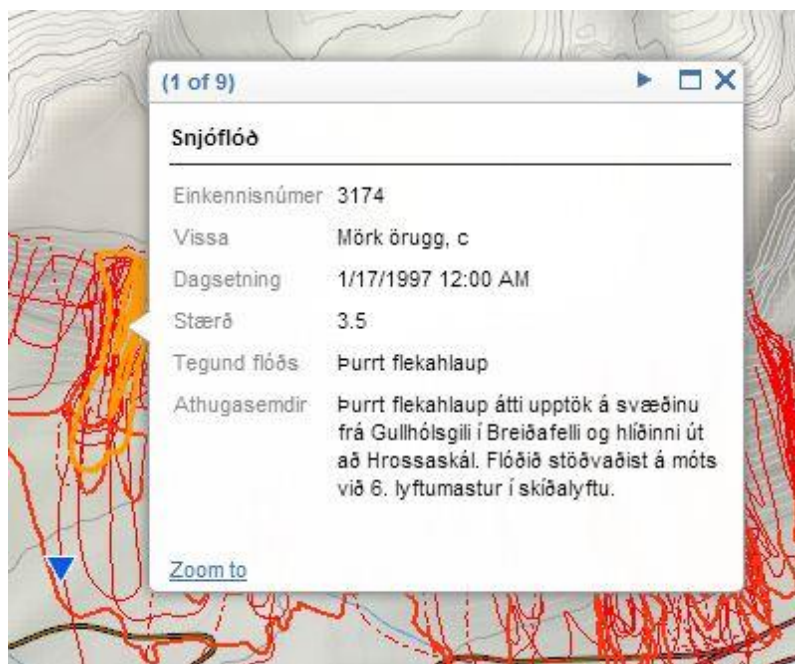 (1 of 9)
Snjóflóð
Einkennisnúmer 3174
Vissa Mörk örugg, c
Dagsetning 1/17/1997 12:00 AM
Stærð 3.5
Tegund flóðs Þurrt flekahlaup
Athugasemdir Þurrt flekahlaup átti upptök á svæðinu
frá Gullhólsgili í Breiðafelli og hlíðinni út
að Hrossaskál. Flóðið stöðvaðist á móts
við 6. lyftumastur í skíðalyftu.
Zoom to